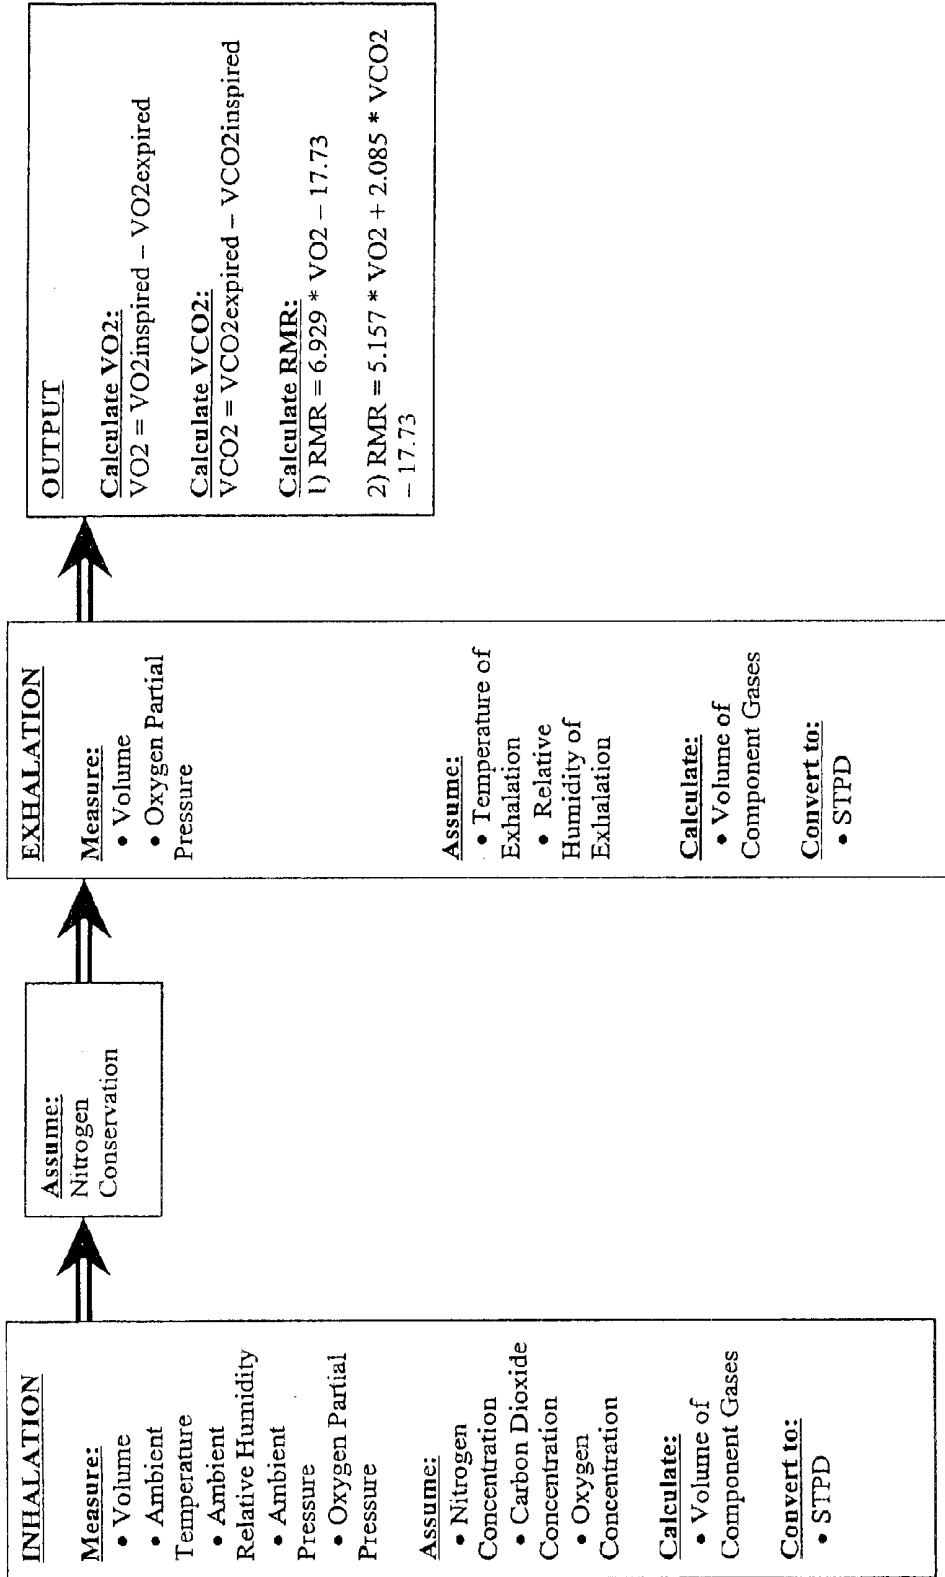 INHALATION
Measure:
• Volume
• Ambient
Temperature
• Ambient
Relative Humidity
• Ambient
Pressure
• Oxygen Partial
Pressure
Assume:
• Nitrogen
Concentration
• Carbon Dioxide
Concentration
• Oxygen
Concentration
Calculate:
• Volume of
Component Gases
Convert to:
• STPD
Assume:
Nitrogen
Conservation
EXHALATION
Measure:
• Volume
• Oxygen Partial
Pressure
Assume:
• Temperature of
Exhalation
• Relative
Humidity of
Exhalation
Calculate:
• Volume of
Component Gases
Convert to:
• STPD
OUTPUT
Calculate VO2:
VO2 = VO2inspired – VO2expired
Calculate VCO2:
VCO2 = VCO2expired – VCO2inspired
Calculate RMR:
1) RMR = 6.929 * VO2 – 17.73
2) RMR = 5.157 * VO2 + 2.085 * VCO2
– 17.73